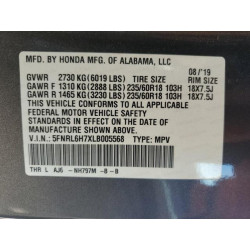 MFD. BY HONDA MFG. OF ALABAMA, LLC
08/'19
GVWR 2730 KG (6019 LBS) TIRE SIZE RIM SIZE
GAWR F 1310 KG (2888 LBS) 235/60R18 103H 18X7.5J
GAWR R 1465 KG (3230 LBS) 235/60R18 103H 18X7.5J
THIS VEHICLE CONFORMS TO ALL APPLICABLE
FEDERAL MOTOR VEHICLE SAFETY STANDARDS
IN EFFECT ON THE DATE OF MANUFACTURE SHOWN ABOVE.
V.I.N.: 5FNRL6H7XLB005568 TYPE: MPV
THR L AJ6 - NH797M -B -B